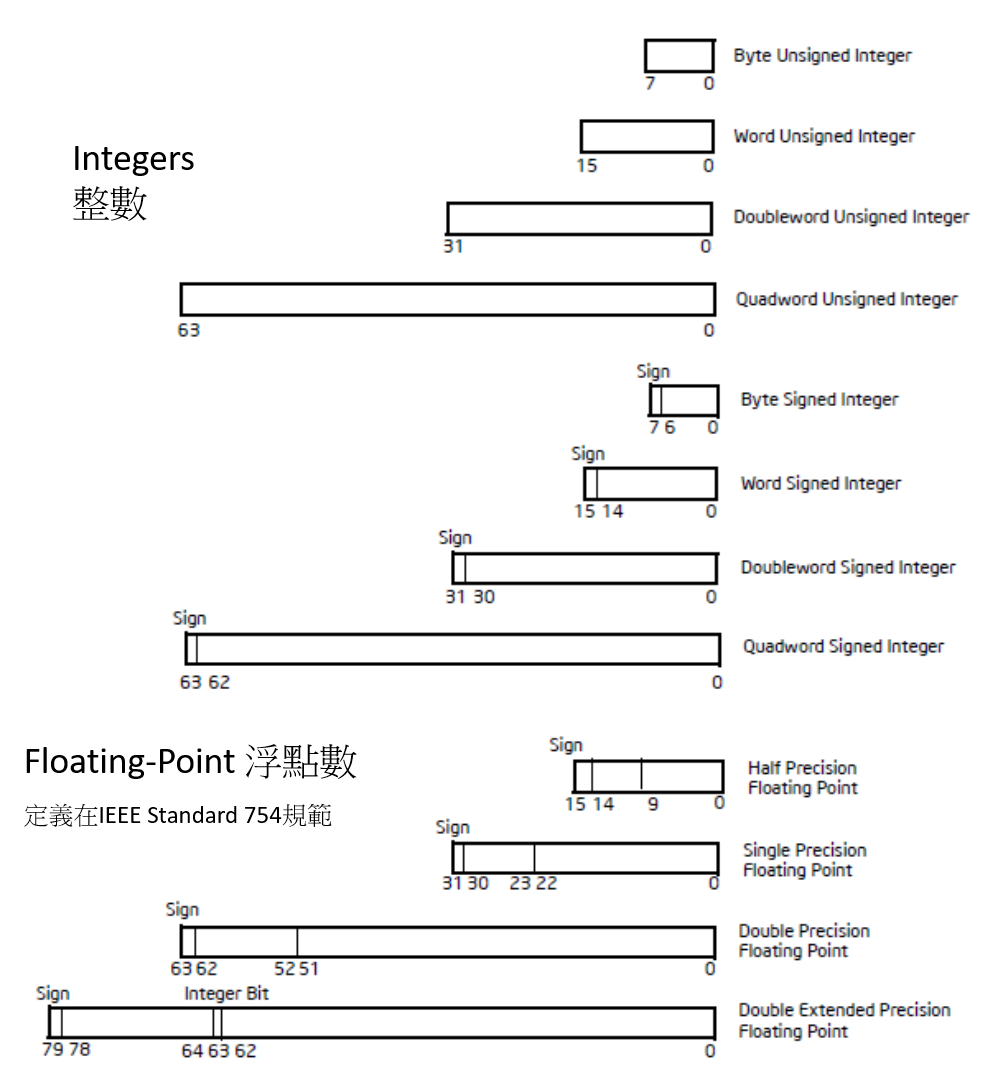 Byte Unsigned Integer
7 0
Word Unsigned Integer
15 0
Integers
整數
Doubleword Unsigned Integer
31 0
Quadword Unsigned Integer
63 0
Sign
Byte Signed Integer
7 6 0
Sign
Word Signed Integer
15 14 0
Sign
Doubleword Signed Integer
31 30 0
Sign
Quadword Signed Integer
63 62 0
Floating-Point 浮點數
定義在IEEE Standard 754規範
Sign
Half Precision
Floating Point
15 14 9 0
Sign
Single Precision
Floating Point
31 30 23 22 0
Sign
Double Precision
Floating Point
63 62 52 51 0
Sign Integer Bit
Double Extended Precision
Floating Point
79 78 64 63 62 0